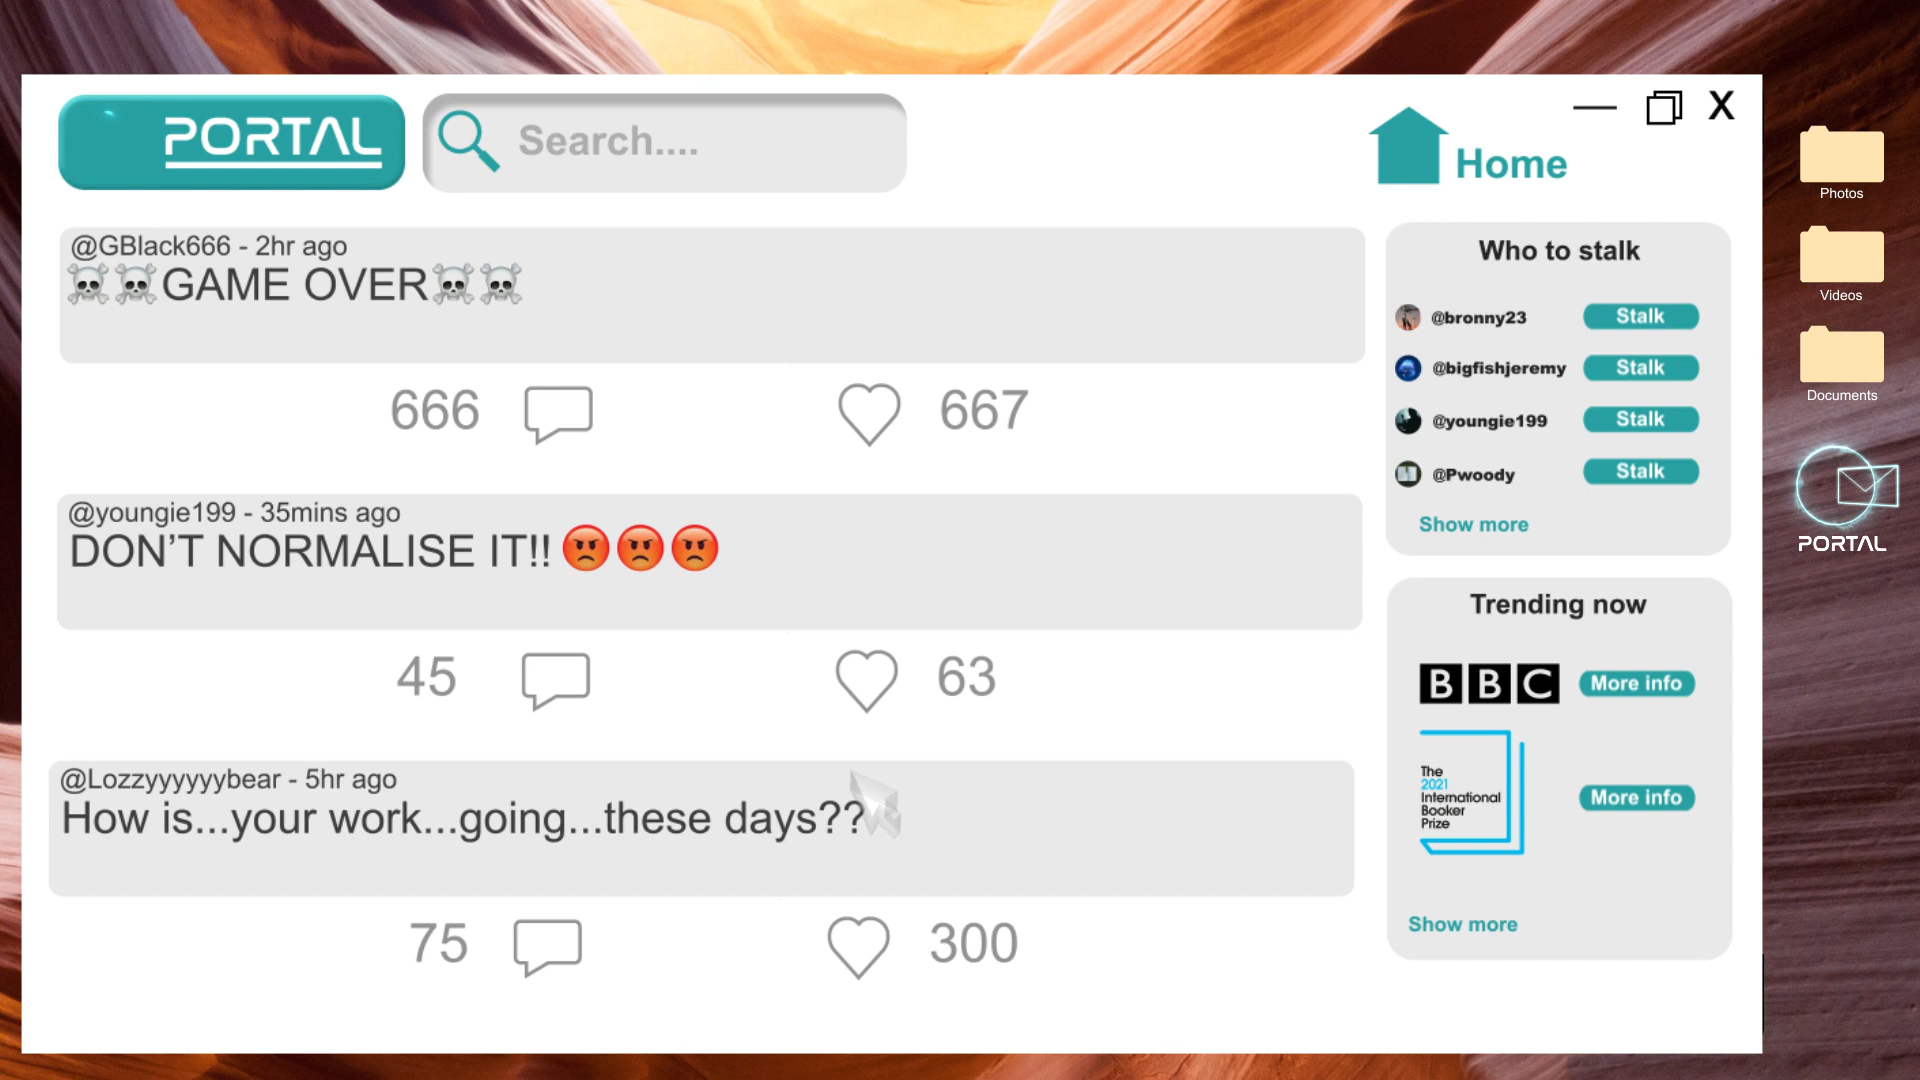 PORTAL
Search....
Home
@GBlack666 - 2hr ago
☠️☠️GAME OVER☠️☠️
666
667
@youngie199 - 35mins ago
DON’T NORMALISE IT!! 😡😡😡
45
63
@Lozzyyyyyybear - 5hr ago
How is...your work...going...these days??
75
300
Who to stalk
@bronny23 Stalk
@bigfishjeremy Stalk
@youngie199 Stalk
@Pwoody Stalk
Show more
Trending now
BBC More info
The
2021
International
Booker
Prize
More info
Show more
Photos
Videos
Documents
PORTAL